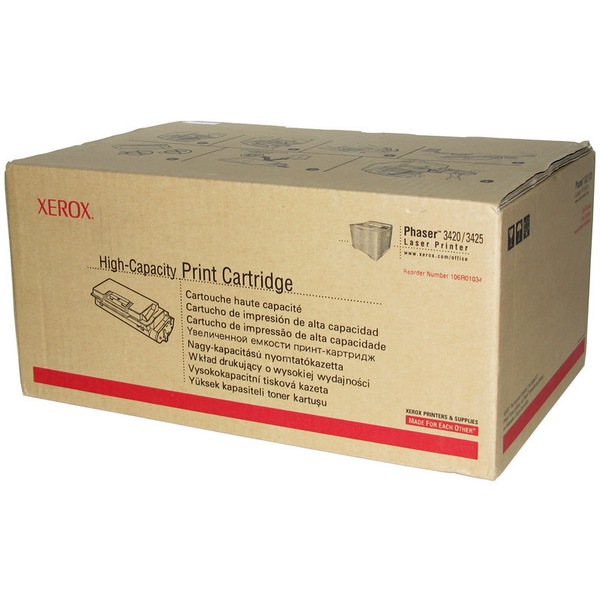 XEROX.
Phaser™ 3420/3425
Laser Printer
www.xerox.com/office
Reorder Number 106R01034
High-Capacity Print Cartridge
Cartouche haute capacité
Cartucho de impresión de alta capacidad
Cartucho de impressão de alta capacidade
Увеличенной емкости принт-картридж
Nagy-kapacitású nyomtatókazetta
Wkład drukujący o wysokiej wydajności
Vysokokapacitní tisková kazeta
Yüksek kapasiteli toner kartuşu
XEROX PRINTERS & SUPPLIES
MADE FOR EACH OTHER®